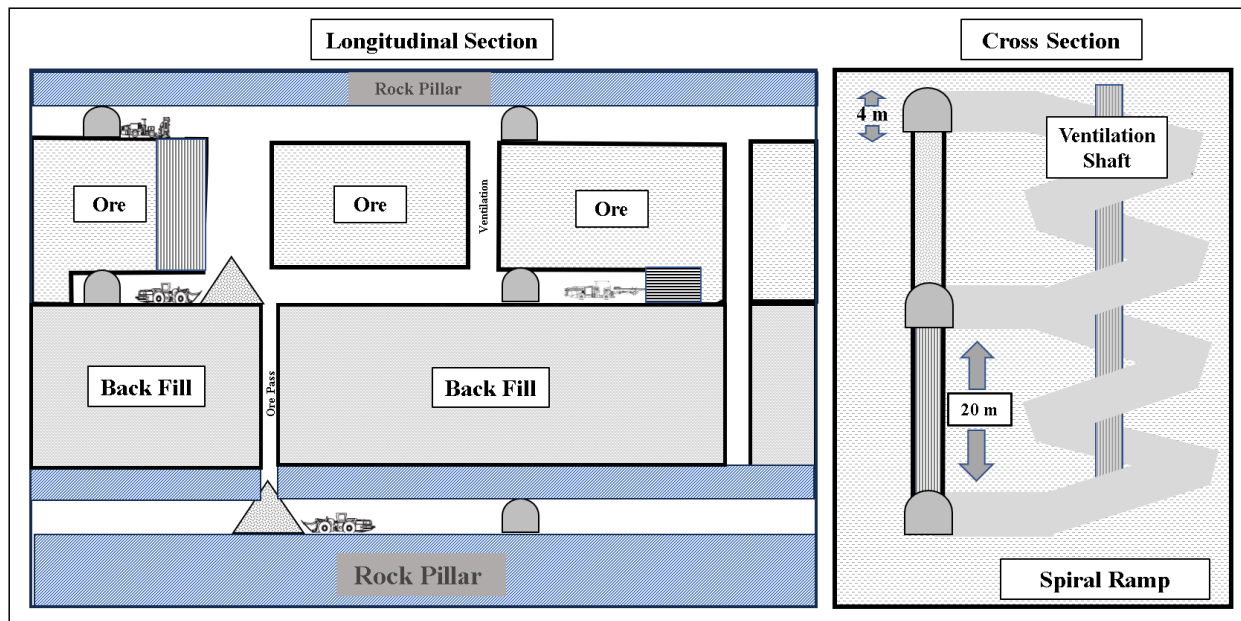 Longitudinal Section
Cross Section
Rock Pillar
4 m
Ventilation
Shaft
Ore
Ore
Ventilation
Ore
Back Fill
Ore Pass
Back Fill
20 m
Rock Pillar
Spiral Ramp